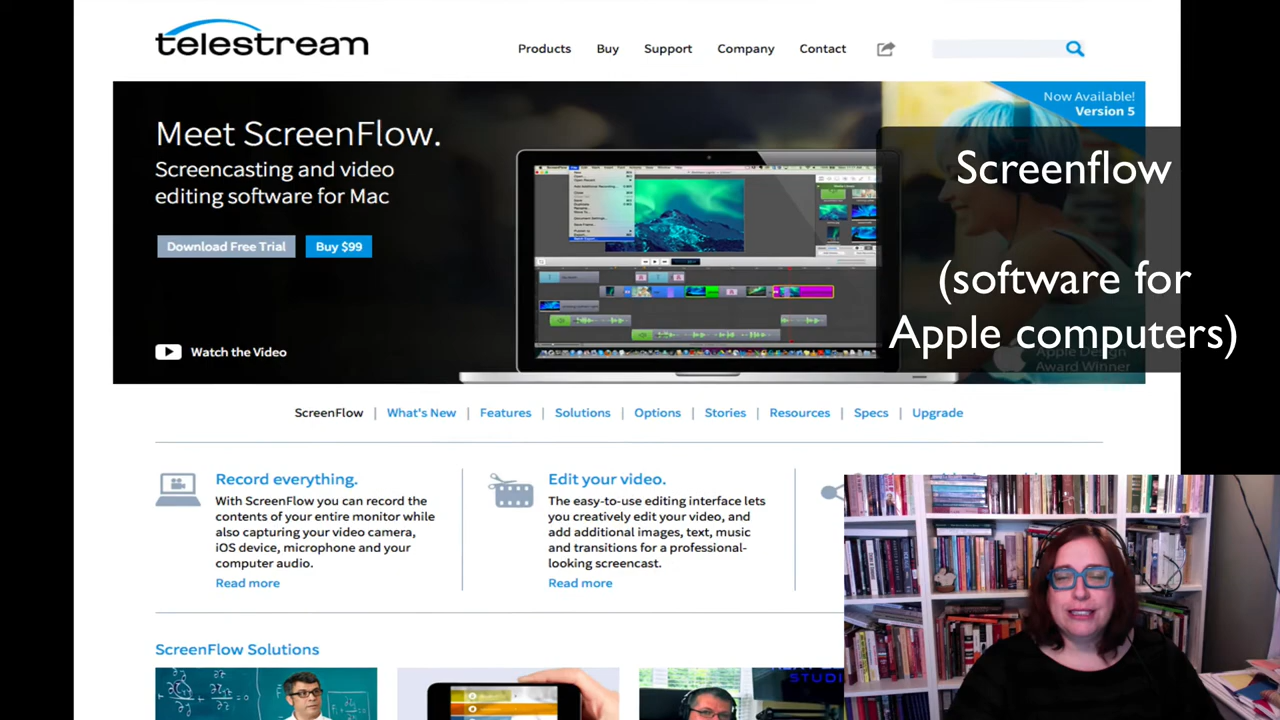 telestream
Products
Buy
Support
Company
Contact
Now Available!
Version 5
Meet ScreenFlow.
Screencasting and video
editing software for Mac
Download Free Trial
Buy $99
Watch the Video
Screenflow
(software for
Apple computers)
Apple Design
Award Winner
ScreenFlow | What's New | Features | Solutions | Options | Stories | Resources | Specs | Upgrade
Record everything.
With ScreenFlow you can record the
contents of your entire monitor while
also capturing your video camera,
iOS device, microphone and your
computer audio.
Read more
Edit your video.
The easy-to-use editing interface lets
you creatively edit your video, and
add additional images, text, music
and transitions for a professional-
looking screencast.
Read more
ScreenFlow Solutions